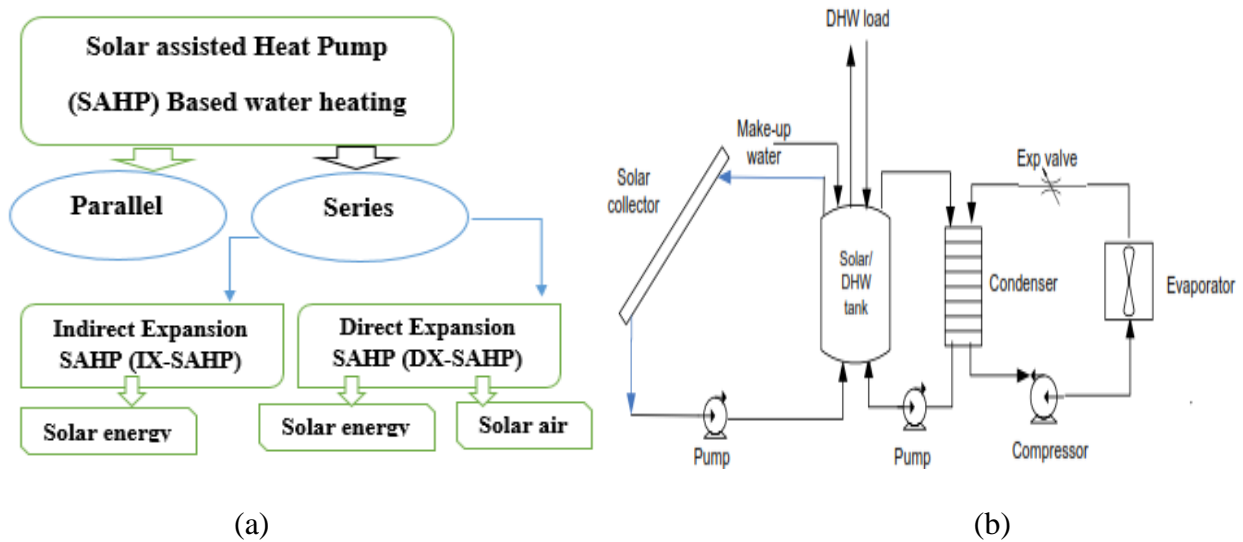 Solar assisted Heat Pump
(SAHP) Based water heating
Parallel
Series
Indirect Expansion
SAHP (IX-SAHP)
Direct Expansion
SAHP (DX-SAHP)
Solar energy
Solar energy
Solar air
(a)
DHW load
Make-up
water
Exp valve
Solar
collector
Solar/
DHW
tank
Condenser
Evaporator
Pump
Pump
Compressor
(b)